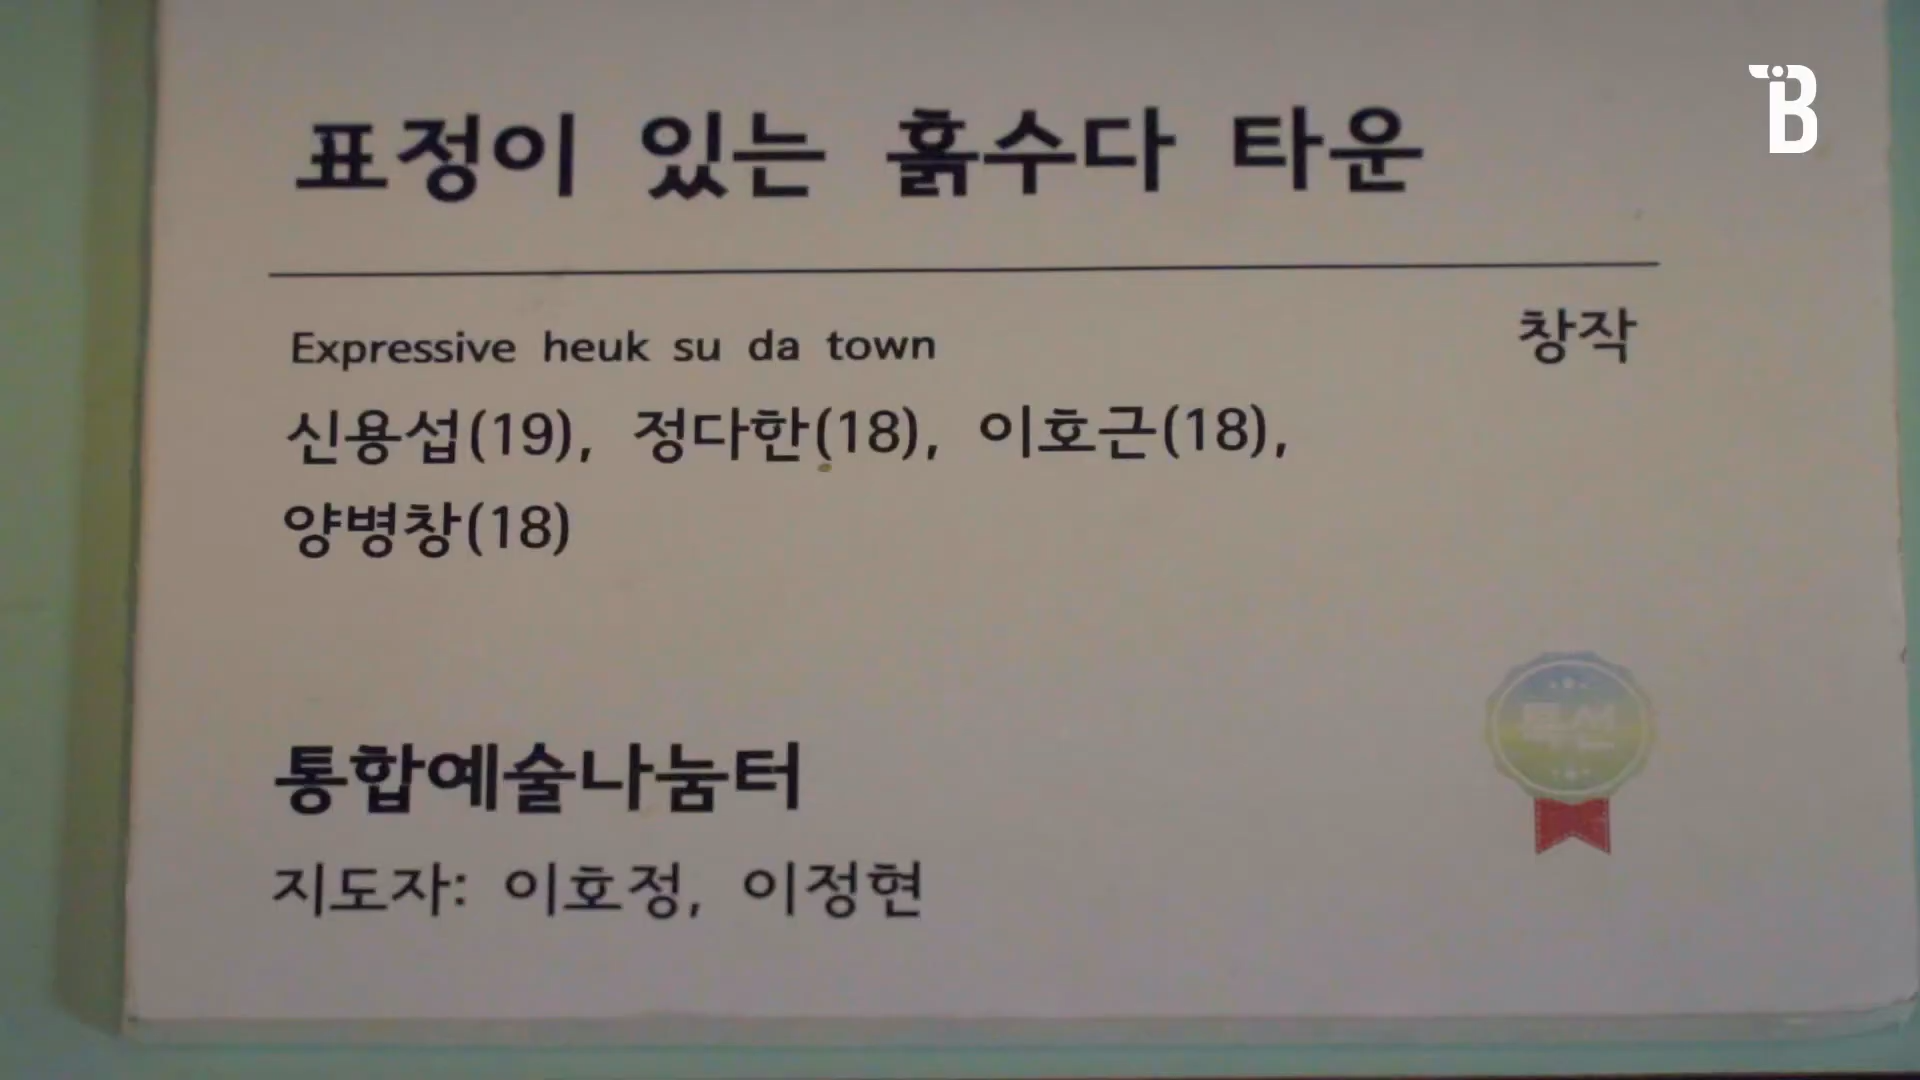 표정이 있는 흙수다 타운
Expressive heuk su da town
창작
신용섭(19), 정다한(18), 이호근(18),
양병창(18)
특선
통합예술나눔터
지도자: 이호정, 이정현